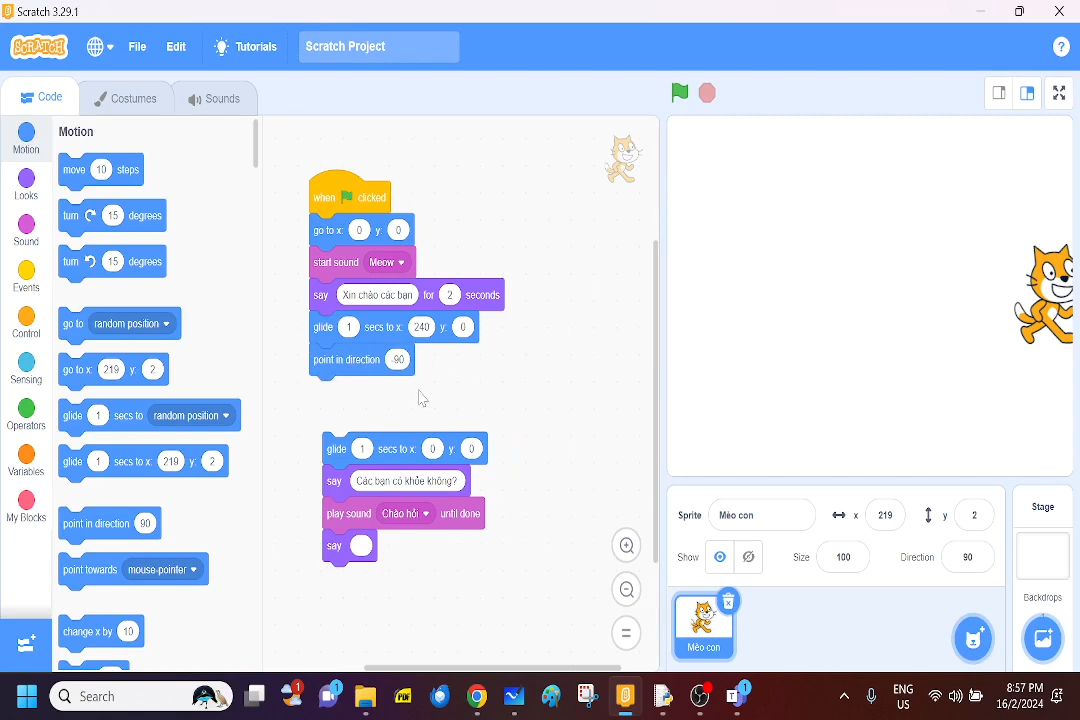 Scratch 3.29.1
SCRATCH File Edit Tutorials Scratch Project ?
Code Costumes Sounds
Motion
Looks
Sound
Events
Control
Sensing
Operators
Variables
My Blocks
Motion
move 10 steps
turn 15 degrees
turn 15 degrees
go to random position
go to x: 219 y: 2
glide 1 secs to random position
glide 1 secs to x: 219 y: 2
point in direction 90
point towards mouse-pointer
change x by 10
when clicked
go to x: 0 y: 0
start sound Meow
say Xin chào các bạn for 2 seconds
glide 1 secs to x: 240 y: 0
point in direction -90
glide 1 secs to x: 0 y: 0
say Các bạn có khỏe không?
play sound Chào hỏi until done
say
Sprite Mèo con x 219 y 2
Show Size 100 Direction 90
Mèo con
Stage
Backdrops
Search
1
1
PDF
1
ENG
US
8:57 PM
16/2/2024